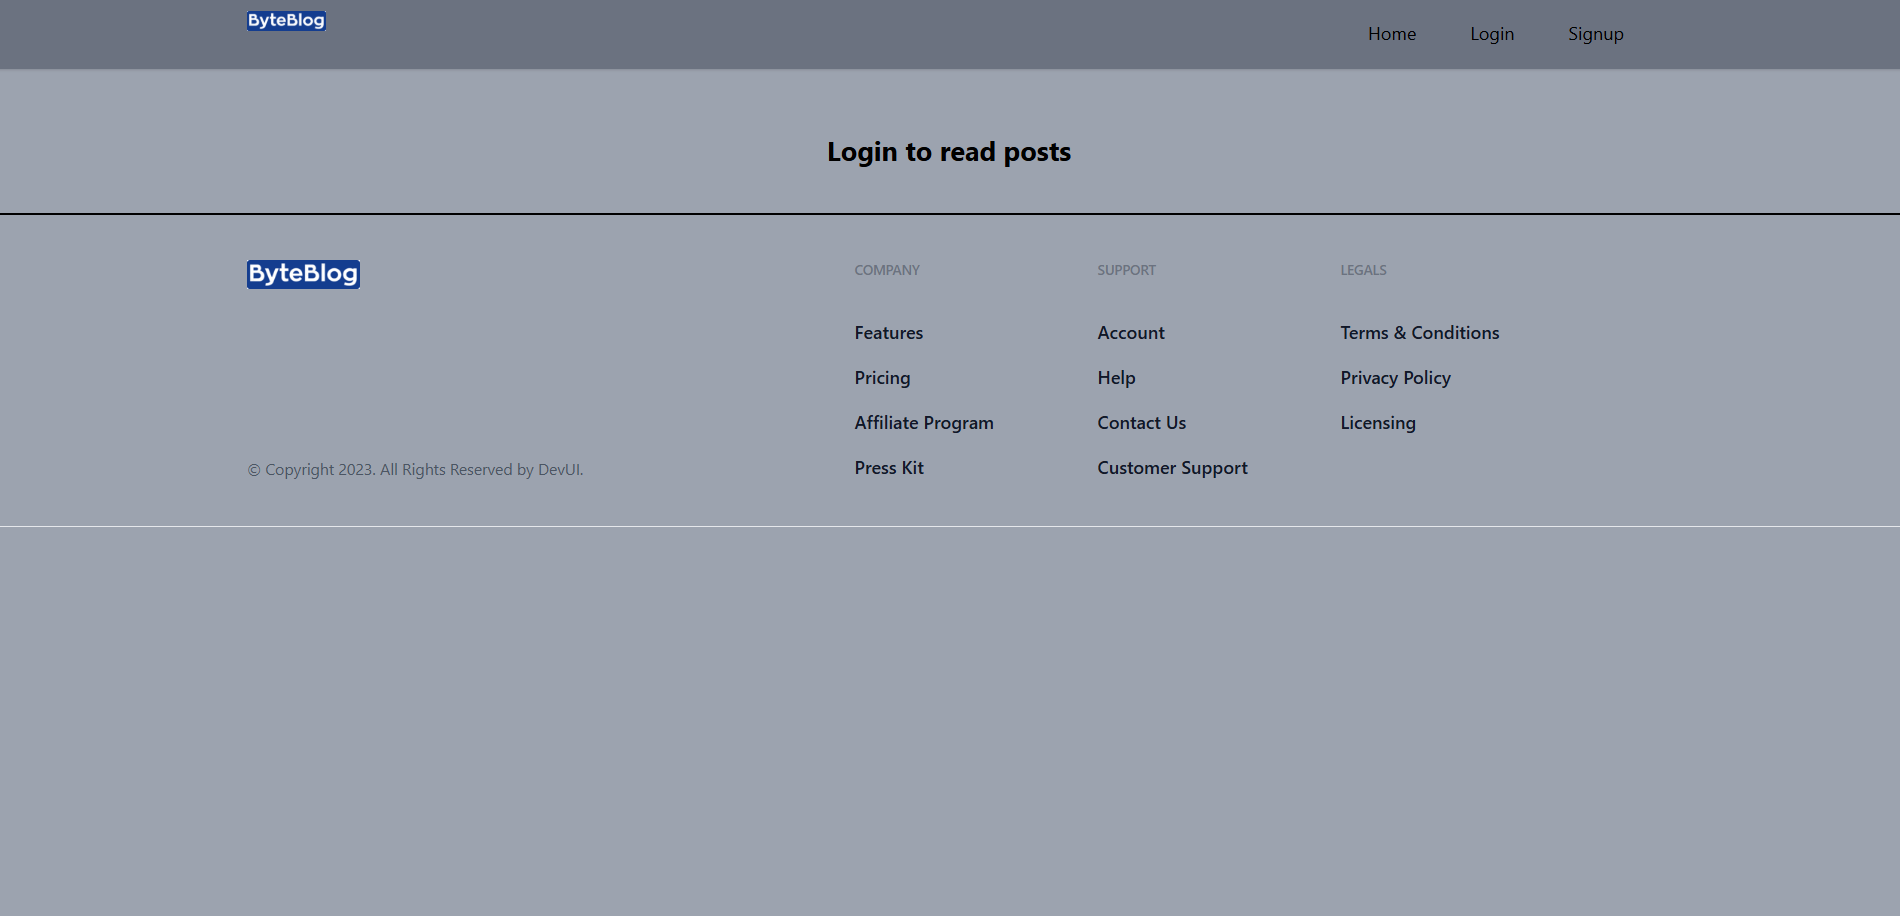 ByteBlog
Home Login Signup
Login to read posts
ByteBlog
© Copyright 2023. All Rights Reserved by DevUI.
COMPANY
Features
Pricing
Affiliate Program
Press Kit
SUPPORT
Account
Help
Contact Us
Customer Support
LEGALS
Terms & Conditions
Privacy Policy
Licensing